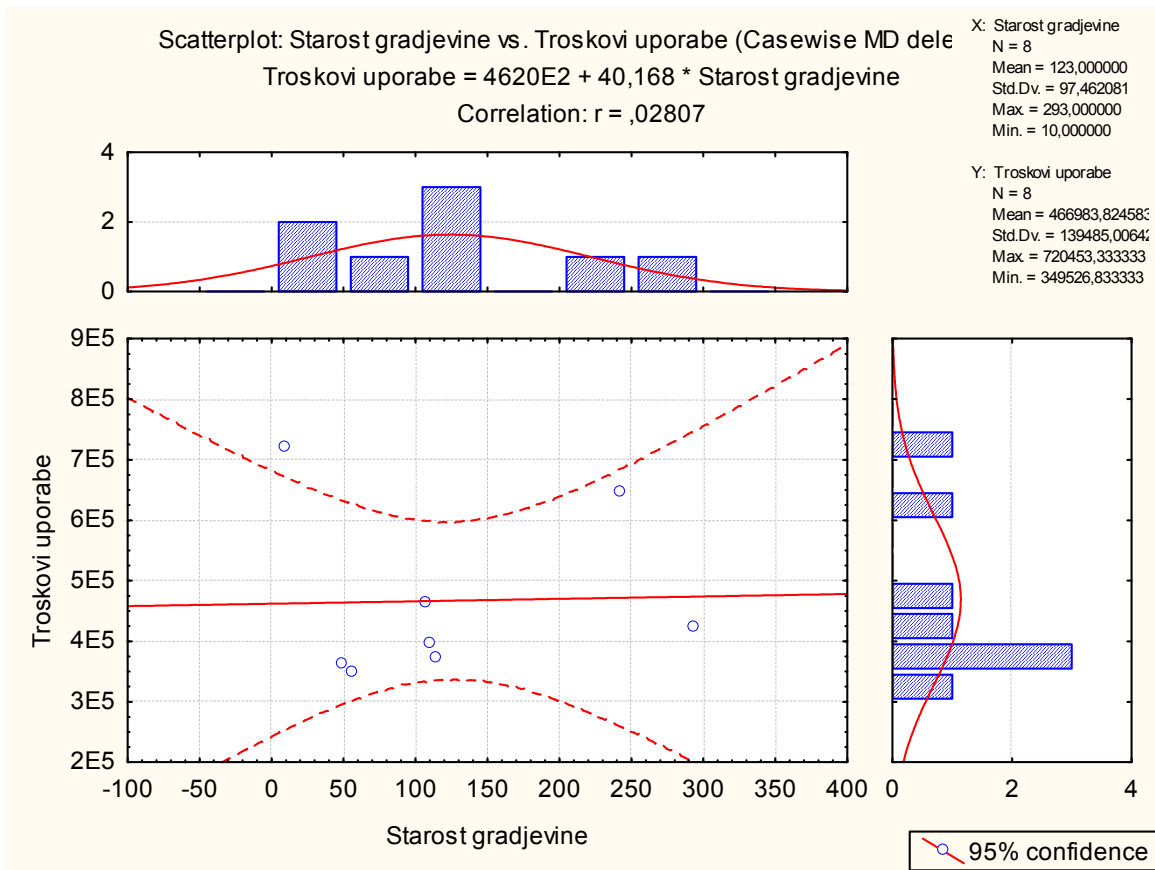 Scatterplot: Starost gradjevine vs. Troskovi uporabe (Casewise MD dele
Troskovi uporabe = 4620E2 + 40,168 * Starost gradjevine
Correlation: r = ,02807
X: Starost gradjevine
N = 8
Mean = 123,000000
Std.Dv. = 97,462081
Max. = 293,000000
Min. = 10,000000
Y: Troskovi uporabe
N = 8
Mean = 466983,824583
Std.Dv. = 139485,00642
Max. = 720453,333333
Min. = 349526,833333
4
2
0
9E5
8E5
7E5
6E5
5E5
4E5
3E5
2E5
Troskovi uporabe
-100 -50 0 50 100 150 200 250 300 350 400
Starost gradjevine
0 2 4
95% confidence